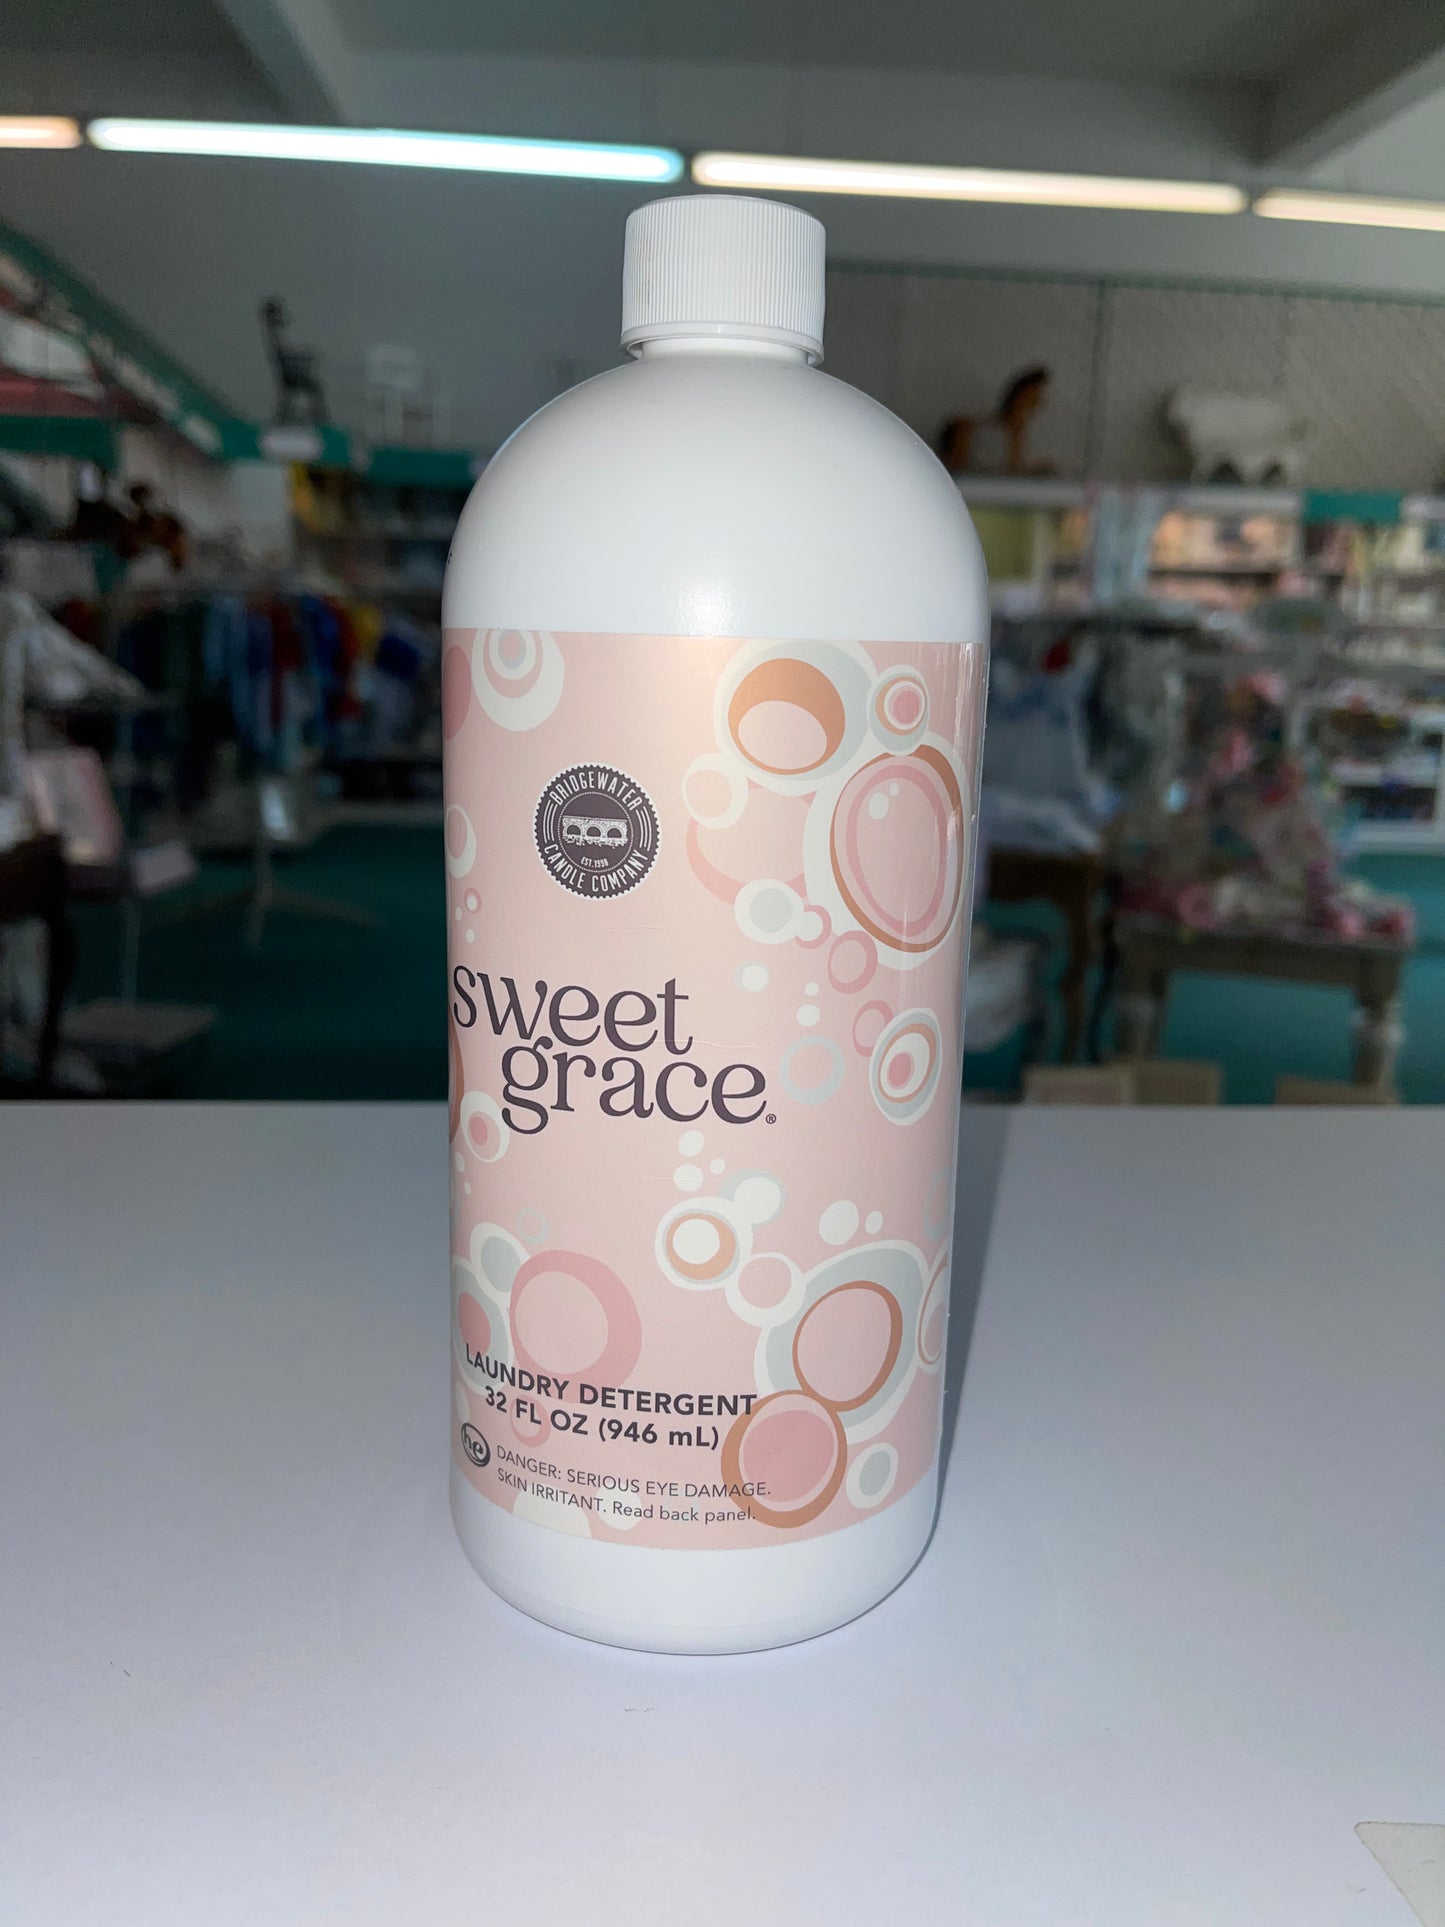 BRIDGEWATER
EST. 1998
CANDLE COMPANY
sweet
grace®
LAUNDRY DETERGENT
32 FL OZ (946 mL)
he
DANGER: SERIOUS EYE DAMAGE.
SKIN IRRITANT. Read back panel.